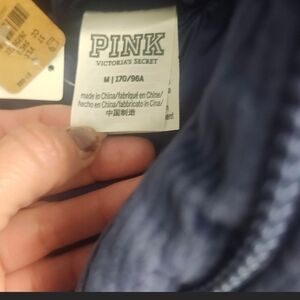 PINK
VICTORIA'S SECRET
M | 170/96A
made in China/fabriqué en Chine/
hecho en China/fabbricato in Cina/
中国制造